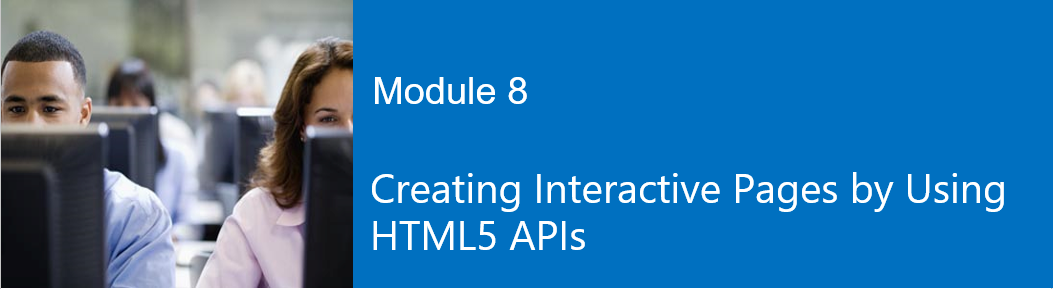 Module 8
Creating Interactive Pages by Using
HTML5 APIs